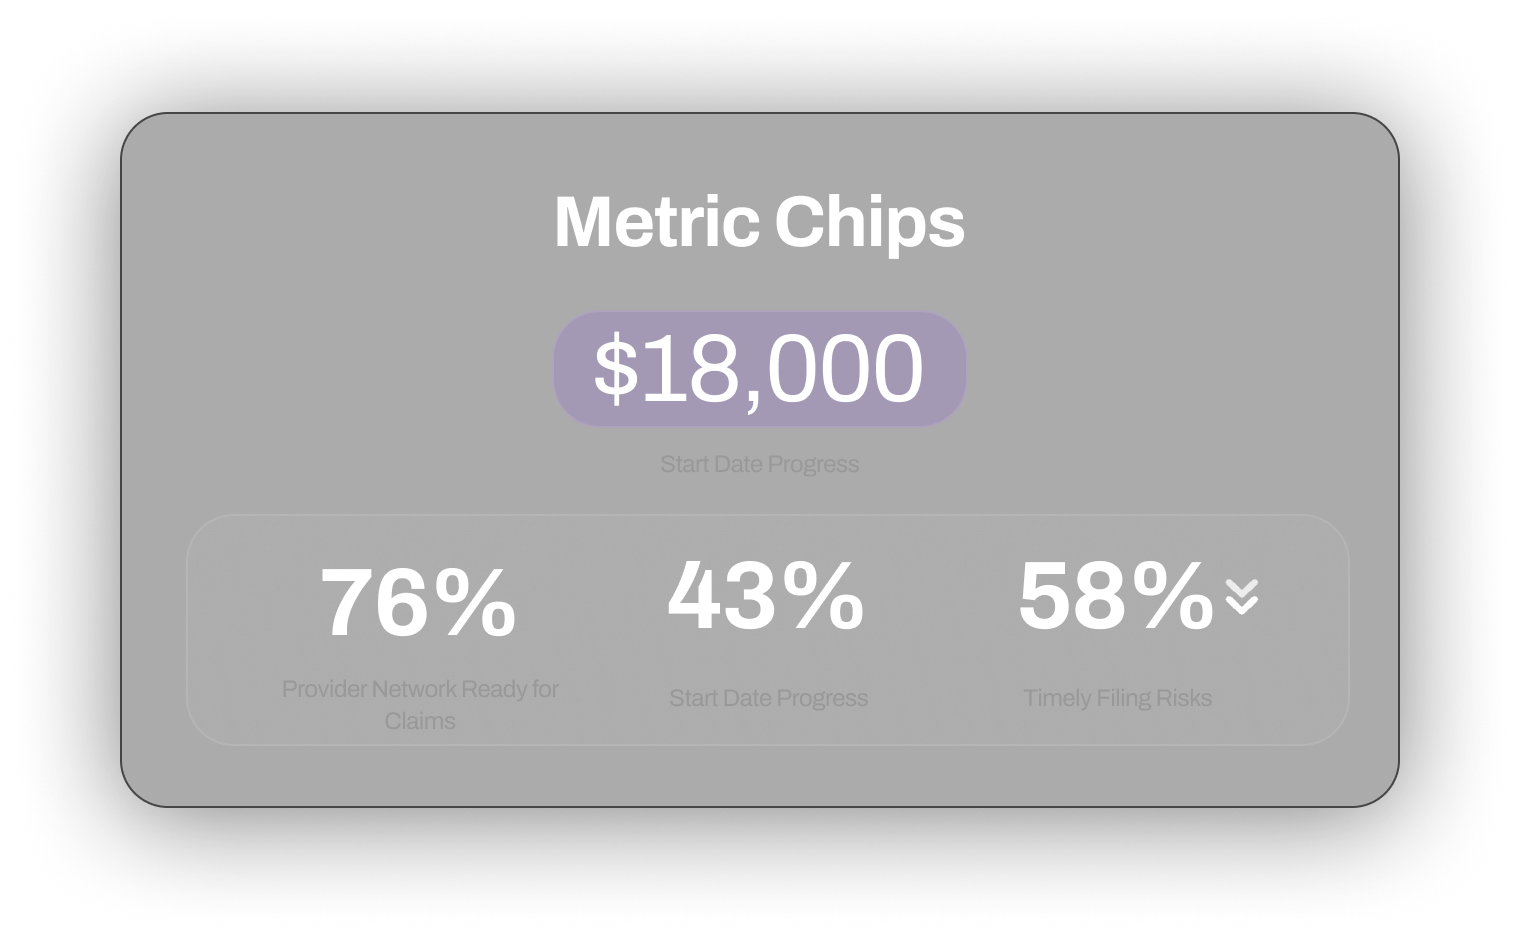 Metric Chips
$18,000
Start Date Progress
76%
43%
58%
Provider Network Ready for
Claims
Start Date Progress
Timely Filing Risks